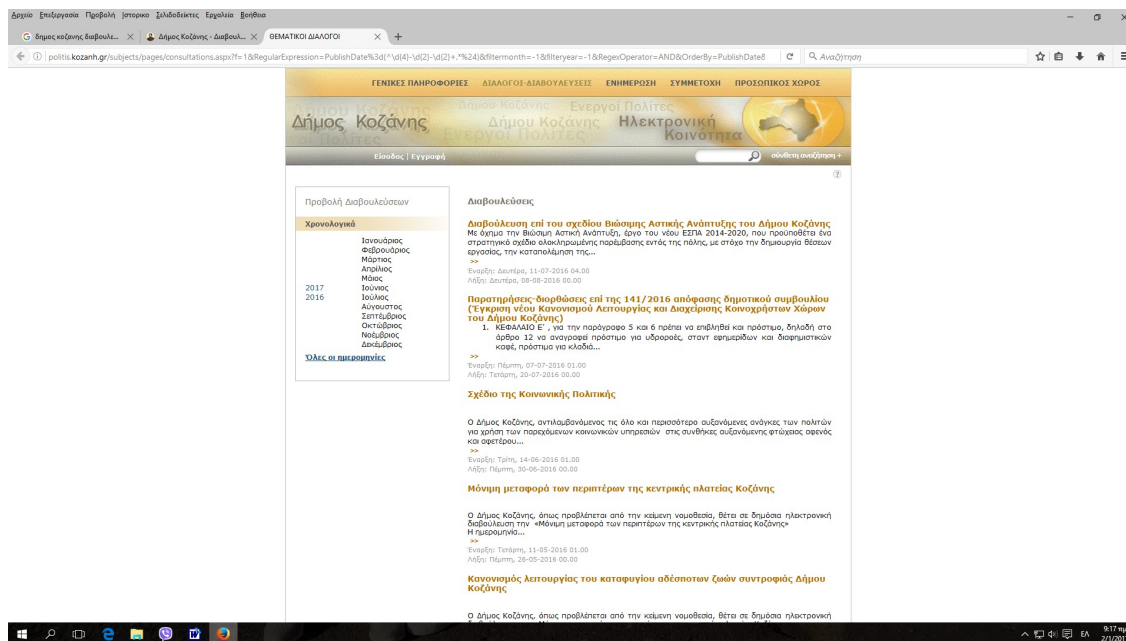 Αρχείο Επεξεργασία Προβολή Ιστορικο Σελιδοδείκτες Εργαλεία Βοήθεια
δημος κοζανης διαβουλε... Δήμος Κοζάνης - Διαβουλ... ΘΕΜΑΤΙΚΟΙ ΔΙΑΛΟΓΟΙ
politis.kozanh.gr/subjects/pages/consultations.aspx?f=1&RegularExpression=PublishDate%3d(^\d{4}-\d{2}-\d{2}+.*%24)&filtermonth=-1&filteryear=-1&RegexOperator=AND&OrderBy=PublishDate& Αναζήτηση
ΓΕΝΙΚΕΣ ΠΛΗΡΟΦΟΡΙΕΣ ΔΙΑΛΟΓΟΙ-ΔΙΑΒΟΥΛΕΥΣΕΙΣ ΕΝΗΜΕΡΩΣΗ ΣΥΜΜΕΤΟΧΗ ΠΡΟΣΩΠΙΚΟΣ ΧΩΡΟΣ
Δήμος Κοζάνης
Δήμου Κοζάνης Ενεργοί Πολίτες
Δήμου Κοζάνης Ηλεκτρονική
Ενεργοί Πολίτες Κοινότητα
Είσοδος | Εγγραφή σύνθετη αναζήτηση +
Προβολή Διαβουλεύσεων
Χρονολογικά
Ιανουάριος
Φεβρουάριος
Μάρτιος
Απρίλιος
Μάιος
2017 Ιούνιος
2016 Ιούλιος
Αύγουστος
Σεπτέμβριος
Οκτώβριος
Νοέμβριος
Δεκέμβριος
Όλες οι ημερομηνίες
Διαβουλεύσεις
Διαβούλευση επί του σχεδίου Βιώσιμης Αστικής Ανάπτυξης του Δήμου Κοζάνης
Με όχημα την Βιώσιμη Αστική Ανάπτυξη, έργο του νέου ΕΣΠΑ 2014-2020, που προϋποθέτει ένα
στρατηγικό σχέδιο ολοκληρωμένης παρέμβασης εντός της πόλης, με στόχο την δημιουργία θέσεων
εργασίας, την καταπολέμηση της...
>>
Έναρξη: Δευτέρα, 11-07-2016 04.00
Λήξη: Δευτέρα, 08-08-2016 00.00
Παρατηρήσεις-διορθώσεις επί της 141/2016 απόφασης δημοτικού συμβουλίου
(Έγκριση νέου Κανονισμού Λειτουργίας και Διαχείρισης Κοινοχρήστων Χώρων
του Δήμου Κοζάνης)
1. ΚΕΦΑΛΑΙΟ Ε΄ , για την παράγραφο 5 και 6 πρέπει να επιβληθεί και πρόστιμο, δηλαδή στο
άρθρο 12 να αναγραφεί πρόστιμο για υδρορροές, σταντ εφημερίδων και διαφημιστικών
καφέ, πρόστιμα για κλαδιά...
>>
Έναρξη: Πέμπτη, 07-07-2016 01.00
Λήξη: Τετάρτη, 20-07-2016 00.00
Σχέδιο της Κοινωνικής Πολιτικής
Ο Δήμος Κοζάνης, αντιλαμβανόμενος τις όλο και περισσότερο αυξανόμενες ανάγκες των πολιτών
για χρήση των παρεχόμενων κοινωνικών υπηρεσιών στις συνθήκες αυξανόμενης φτώχειας αφενός
και αφετέρου...
>>
Έναρξη: Τρίτη, 14-06-2016 01.00
Λήξη: Πέμπτη, 30-06-2016 00.00
Μόνιμη μεταφορά των περιπτέρων της κεντρικής πλατείας Κοζάνης
Ο Δήμος Κοζάνης, όπως προβλέπεται από την κείμενη νομοθεσία, θέτει σε δημόσια ηλεκτρονική
διαβούλευση την «Μόνιμη μεταφορά των περιπτέρων της κεντρικής πλατείας Κοζάνης»
Η ημερομηνία...
>>
Έναρξη: Τετάρτη, 11-05-2016 01.00
Λήξη: Πέμπτη, 26-05-2016 00.00
Κανονισμός λειτουργίας του καταφυγίου αδέσποτων ζωών συντροφιάς Δήμου
Κοζάνης
Ο Δήμος Κοζάνης, όπως προβλέπεται από την κείμενη νομοθεσία, θέτει σε δημόσια ηλεκτρονική
ΕΛ 9:17 πμ
2/1/201